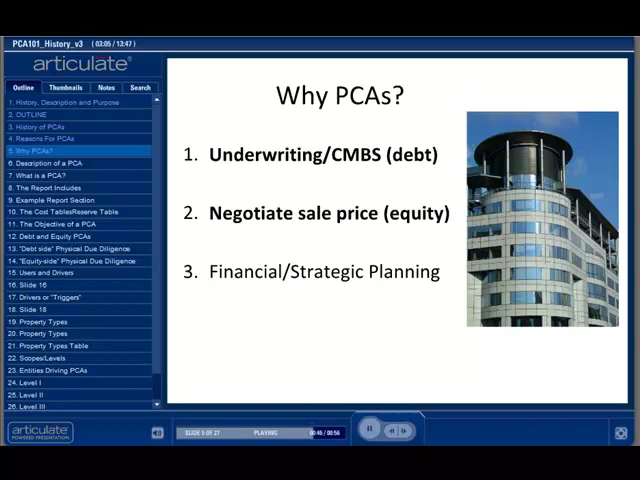 PCA101_History_v3 (03:05 / 13:47)
articulate®
Outline Thumbnails Notes Search
1. History, Description and Purpose
2. OUTLINE
3. History of PCAs
4. Reasons For PCAs
5. Why PCAs?
6. Description of a PCA
7. What is a PCA?
8. The Report Includes
9. Example Report Section
10. The Cost TablesReserve Table
11. The Objective of a PCA
12. Debt and Equity PCAs
13. "Debt side" Physical Due Diligence
14. "Equity-side" Physical Due Diligence
15. Users and Drivers
16. Slide 16
17. Drivers or "Triggers"
18. Slide 18
19. Property Types
20. Property Types
21. Property Types Table
22. Scopes/Levels
23. Entities Driving PCAs
24. Level I
25. Level II
26. Level III
Why PCAs?
1. Underwriting/CMBS (debt)
2. Negotiate sale price (equity)
3. Financial/Strategic Planning
articulate®
POWERED PRESENTATION
SLIDE 5 OF 27 PLAYING 00:45 / 00:56